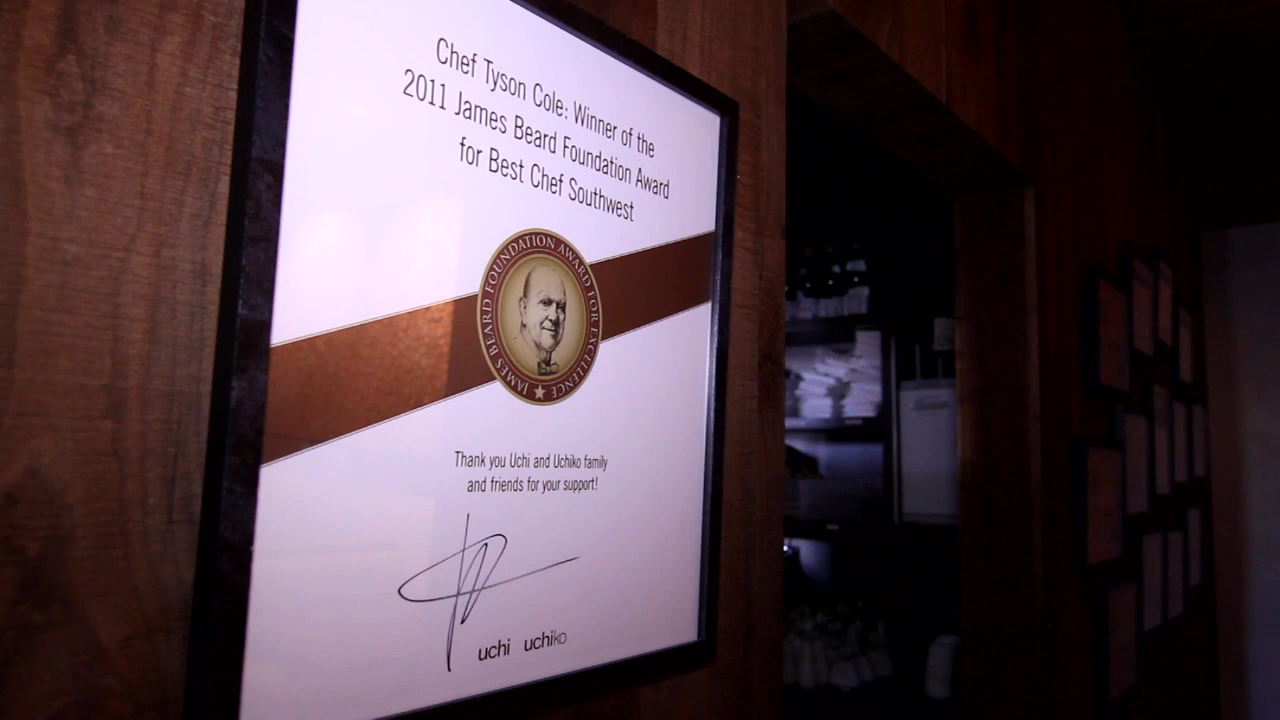 Chef Tyson Cole: Winner of the
2011 James Beard Foundation Award
for Best Chef Southwest
JAMES BEARD FOUNDATION AWARD FOR EXCELLENCE
Thank you Uchi and Uchiko family
and friends for your support!
uchi uchiko